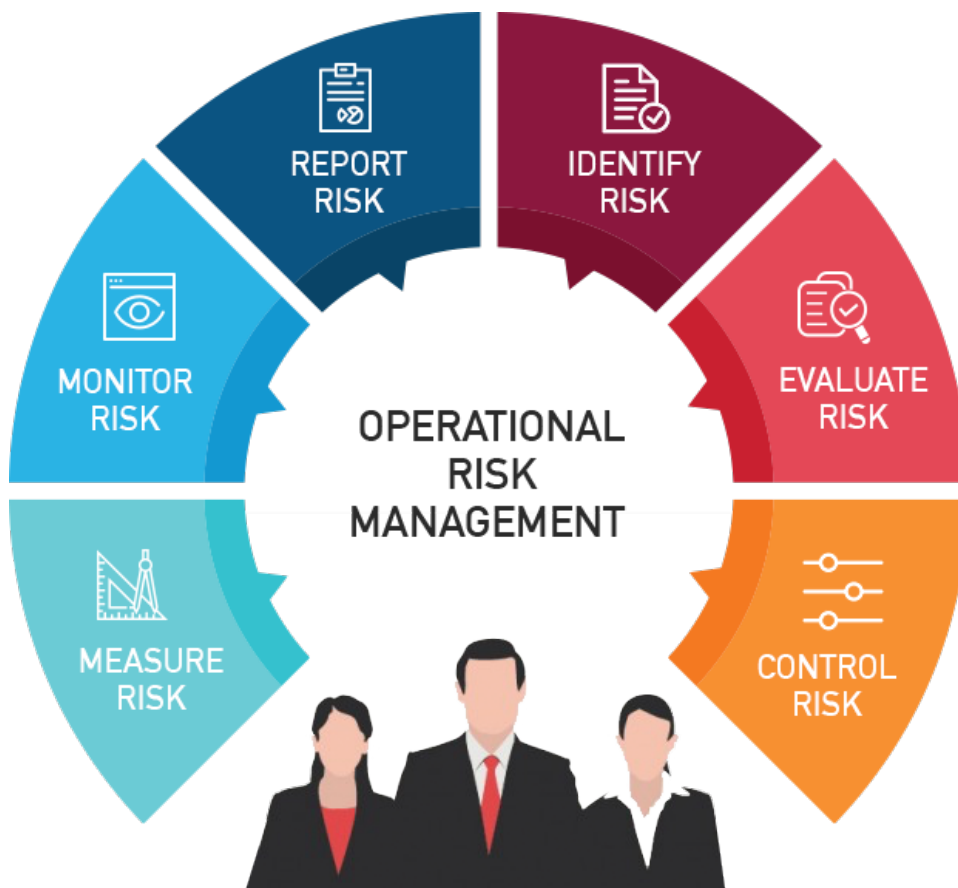 REPORT
RISK
IDENTIFY
RISK
MONITOR
RISK
EVALUATE
RISK
OPERATIONAL
RISK
MANAGEMENT
MEASURE
RISK
CONTROL
RISK